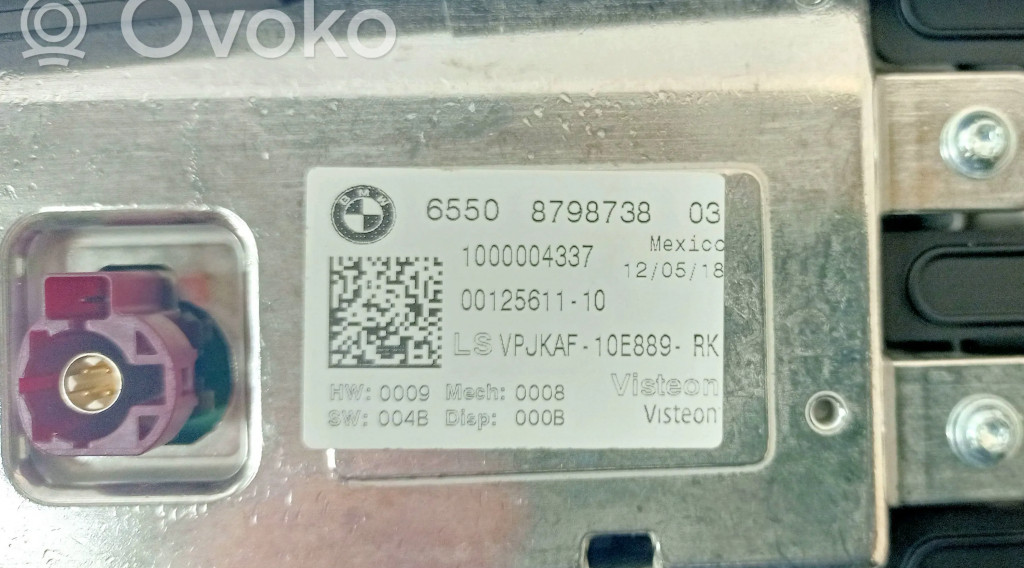 Ovoko
BMW 6550 8798738 03
1000004337 Mexico
12/05/18
00125611-10
LS VPJKAF-10E889-RK
HW: 0009 Mech: 0008 Visteon
SW: 004B Disp: 000B Visteon